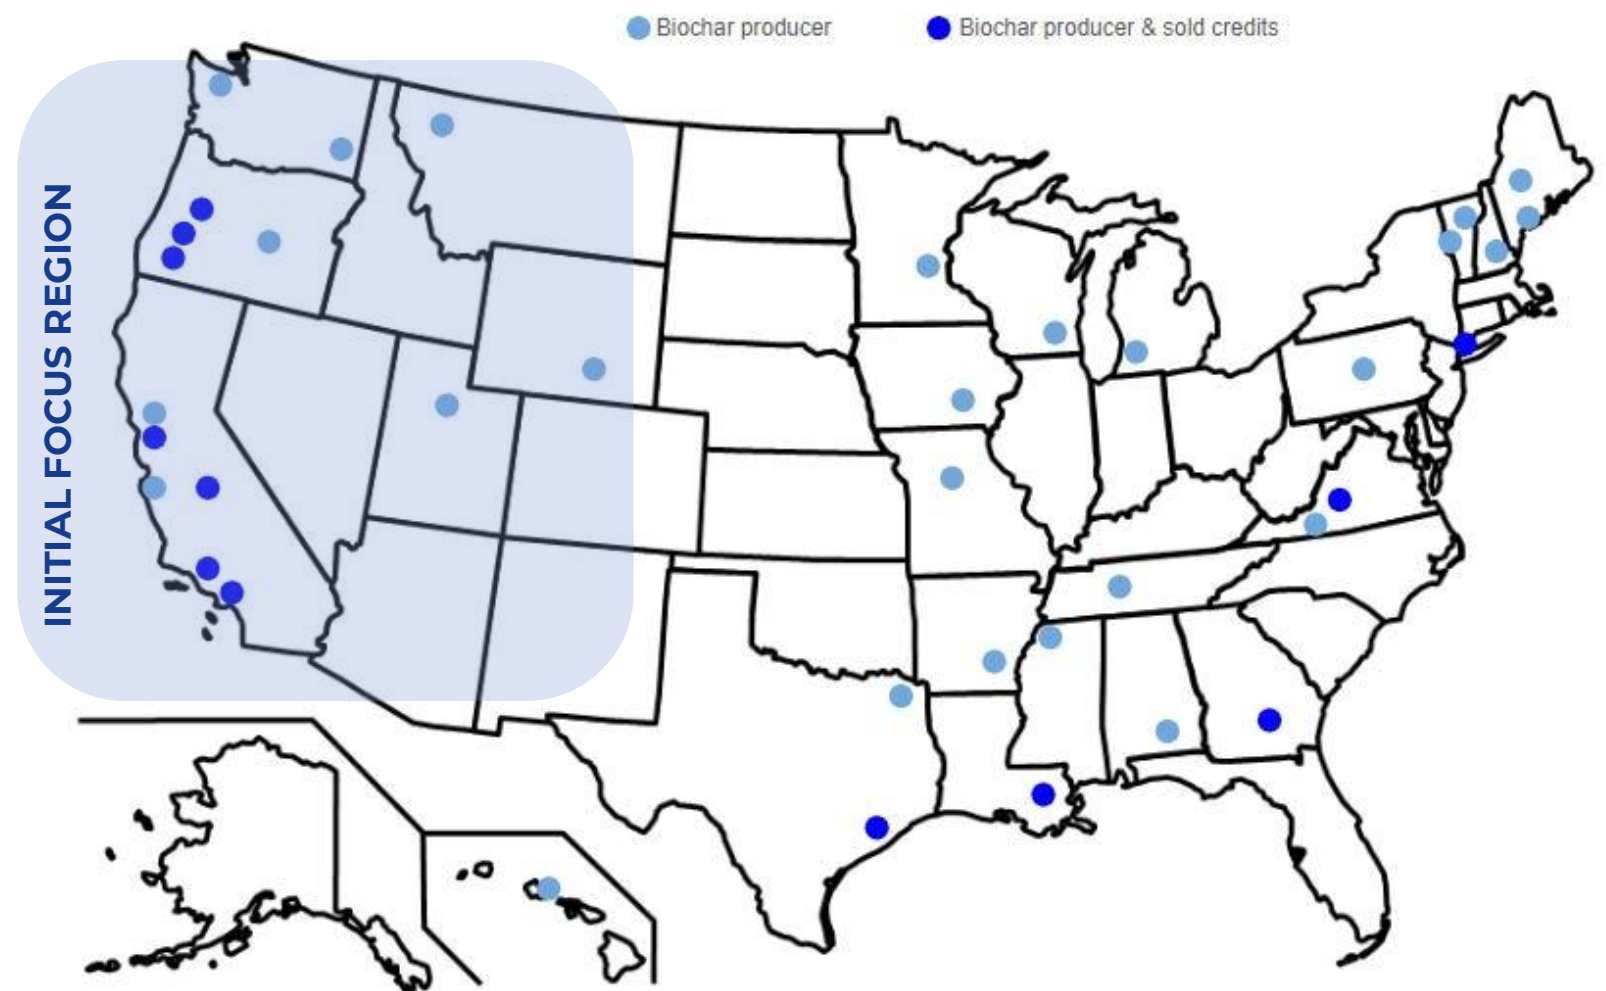 Biochar producer
Biochar producer & sold credits
INITIAL FOCUS REGION